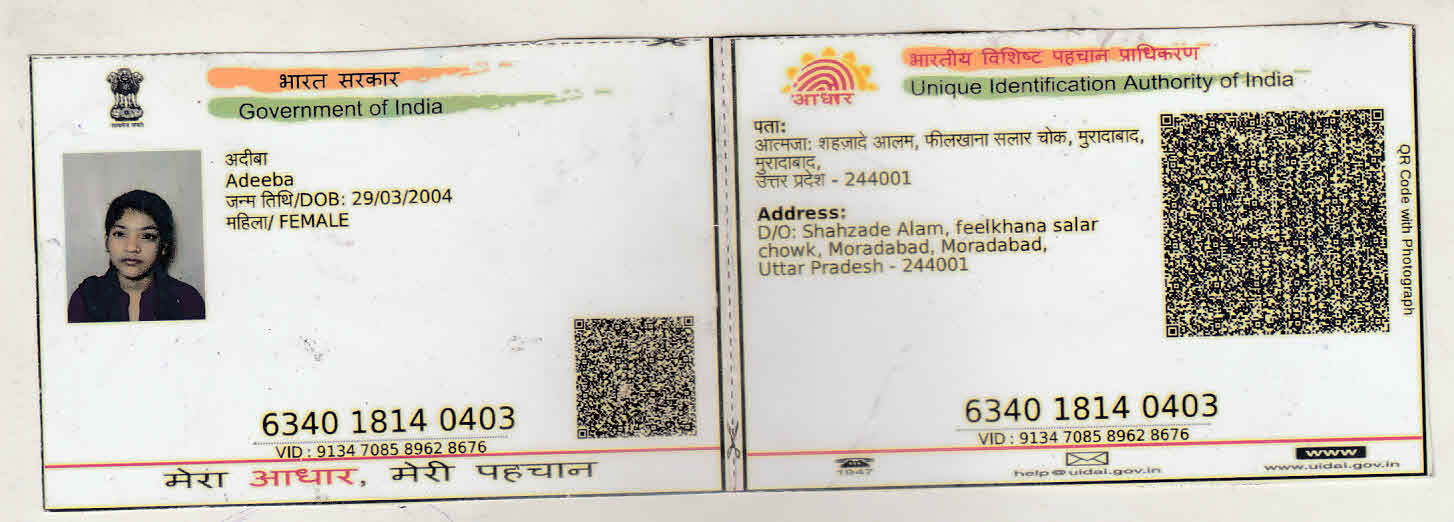 भारत सरकार
Government of India
सत्यमेव जयते
अदीबा
Adeeba
जन्म तिथि/DOB: 29/03/2004
महिला/ FEMALE
6340 1814 0403
VID : 9134 7085 8962 8676
मेरा आधार, मेरी पहचान
भारतीय विशिष्ट पहचान प्राधिकरण
Unique Identification Authority of India
आधार
पता:
आत्मजा: शहज़ादे आलम, फीलखाना सलार चोक, मुरादाबाद,
मुरादाबाद,
उत्तर प्रदेश - 244001
Address:
D/O: Shahzade Alam, feelkhana salar
chowk, Moradabad, Moradabad,
Uttar Pradesh - 244001
QR Code with Photograph
6340 1814 0403
VID : 9134 7085 8962 8676
1947
help@uidai.gov.in
www
www.uidai.gov.in